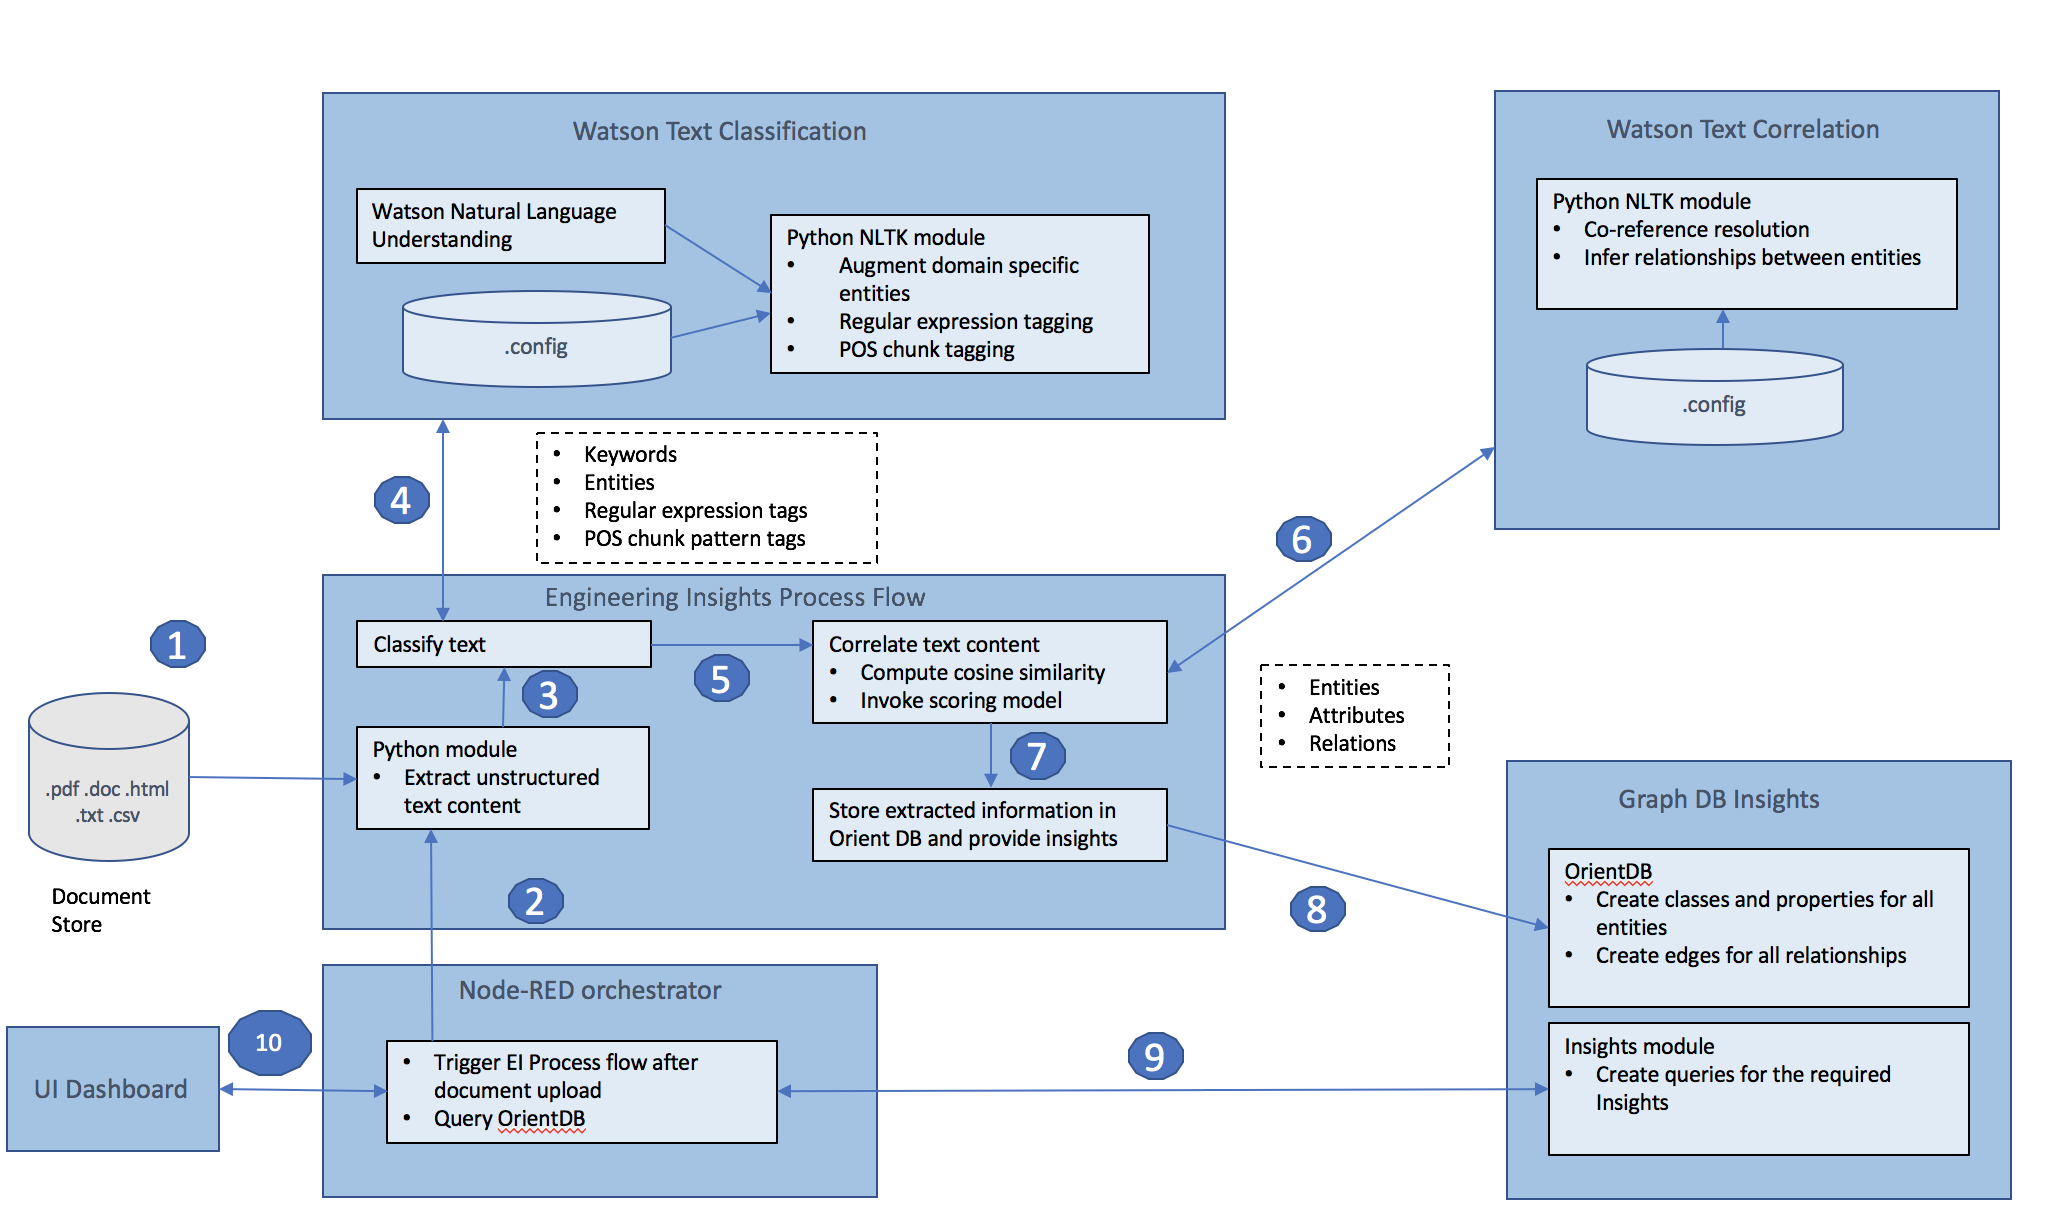 Watson Text Classification
Watson Natural Language
Understanding
.config
Python NLTK module
• Augment domain specific
entities
• Regular expression tagging
• POS chunk tagging
Watson Text Correlation
Python NLTK module
• Co-reference resolution
• Infer relationships between entities
.config
4
• Keywords
• Entities
• Regular expression tags
• POS chunk pattern tags
6
Engineering Insights Process Flow
1
Classify text
3
5
Correlate text content
• Compute cosine similarity
• Invoke scoring model
• Entities
• Attributes
• Relations
.pdf .doc .html
.txt .csv
Document
Store
Python module
• Extract unstructured
text content
7
Store extracted information in
Orient DB and provide insights
2
8
Graph DB Insights
OrientDB
• Create classes and properties for all
entities
• Create edges for all relationships
Insights module
• Create queries for the required
Insights
Node-RED orchestrator
• Trigger EI Process flow after
document upload
• Query OrientDB
9
10
UI Dashboard